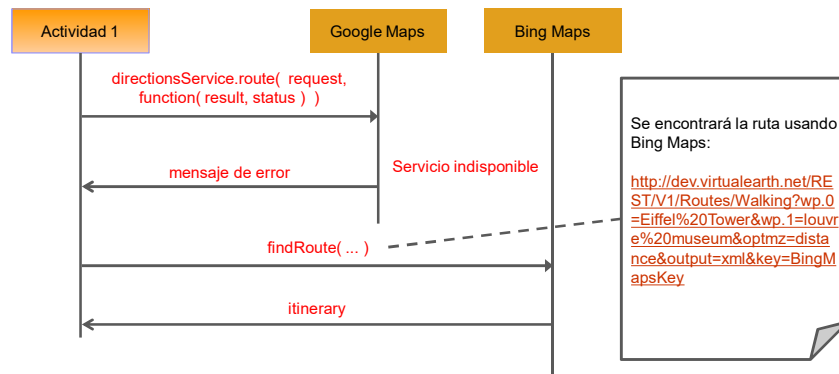 Actividad 1
Google Maps
Bing Maps
directionsService.route( request,
function( result, status ) )
mensaje de error
Servicio indisponible
findRoute( ... )
itinerary
Se encontrará la ruta usando
Bing Maps:
http://dev.virtualearth.net/RE
ST/V1/Routes/Walking?wp.0
=Eiffel%20Tower&wp.1=louvr
e%20museum&optmz=dista
nce&output=xml&key=BingM
apsKey